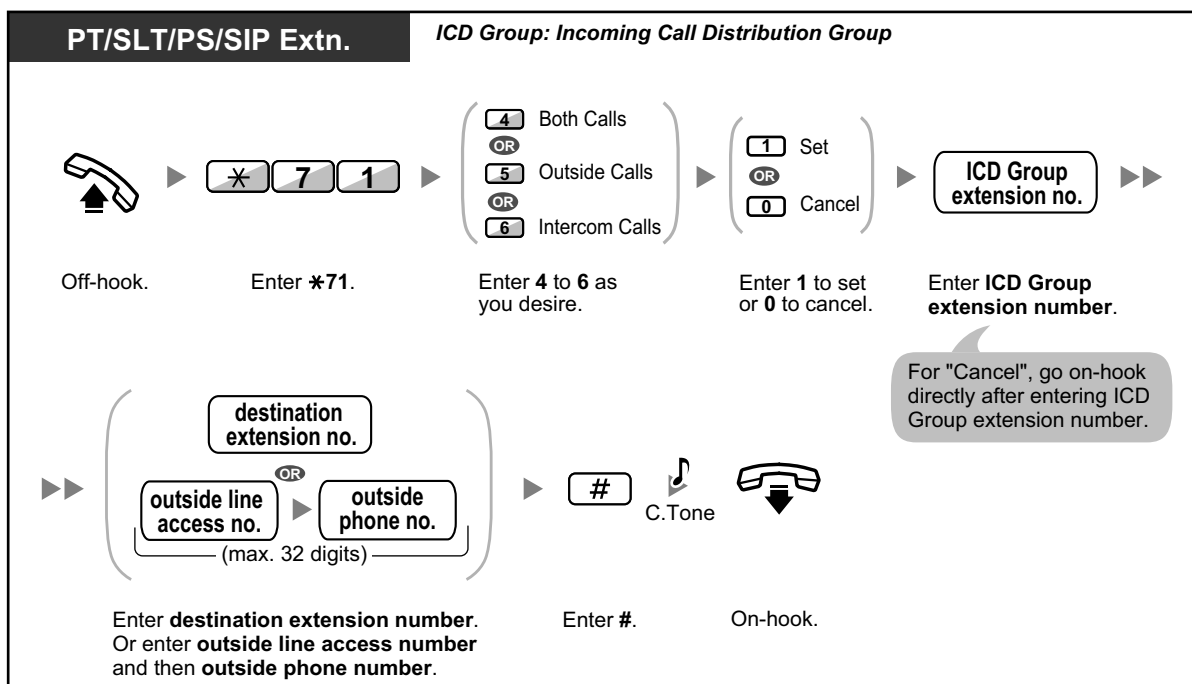 PT/SLT/PS/SIP Extn.
ICD Group: Incoming Call Distribution Group
4 Both Calls
OR
5 Outside Calls
OR
6 Intercom Calls
1 Set
OR
0 Cancel
* 7 1
ICD Group
extension no.
Off-hook.
Enter *71.
Enter 4 to 6 as
you desire.
Enter 1 to set
or 0 to cancel.
Enter ICD Group
extension number.
For "Cancel", go on-hook
directly after entering ICD
Group extension number.
destination
extension no.
OR
outside line
access no.
outside
phone no.
(max. 32 digits)
#
C.Tone
Enter destination extension number.
Or enter outside line access number
and then outside phone number.
Enter #.
On-hook.